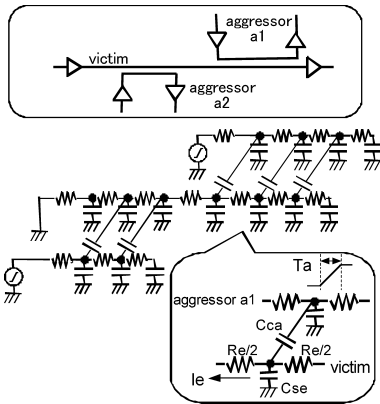 aggressor
a1
victim
aggressor
a2
Ta
aggressor a1
Cca
Re/2
Re/2
victim
Ie
Cse